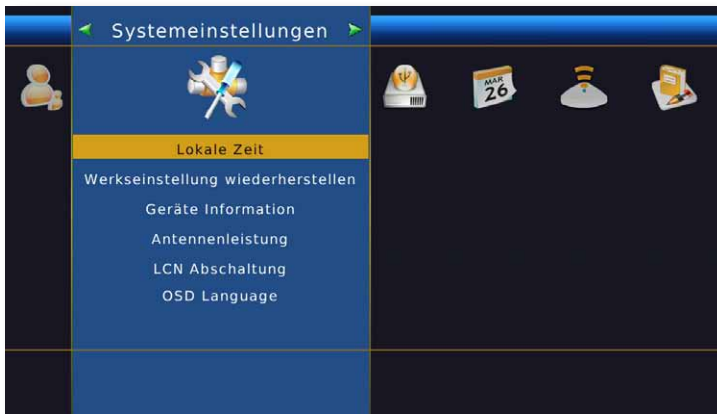 Systemeinstellungen
MAR
26
Lokale Zeit
Werkseinstellung wiederherstellen
Geräte Information
Antennenleistung
LCN Abschaltung
OSD Language